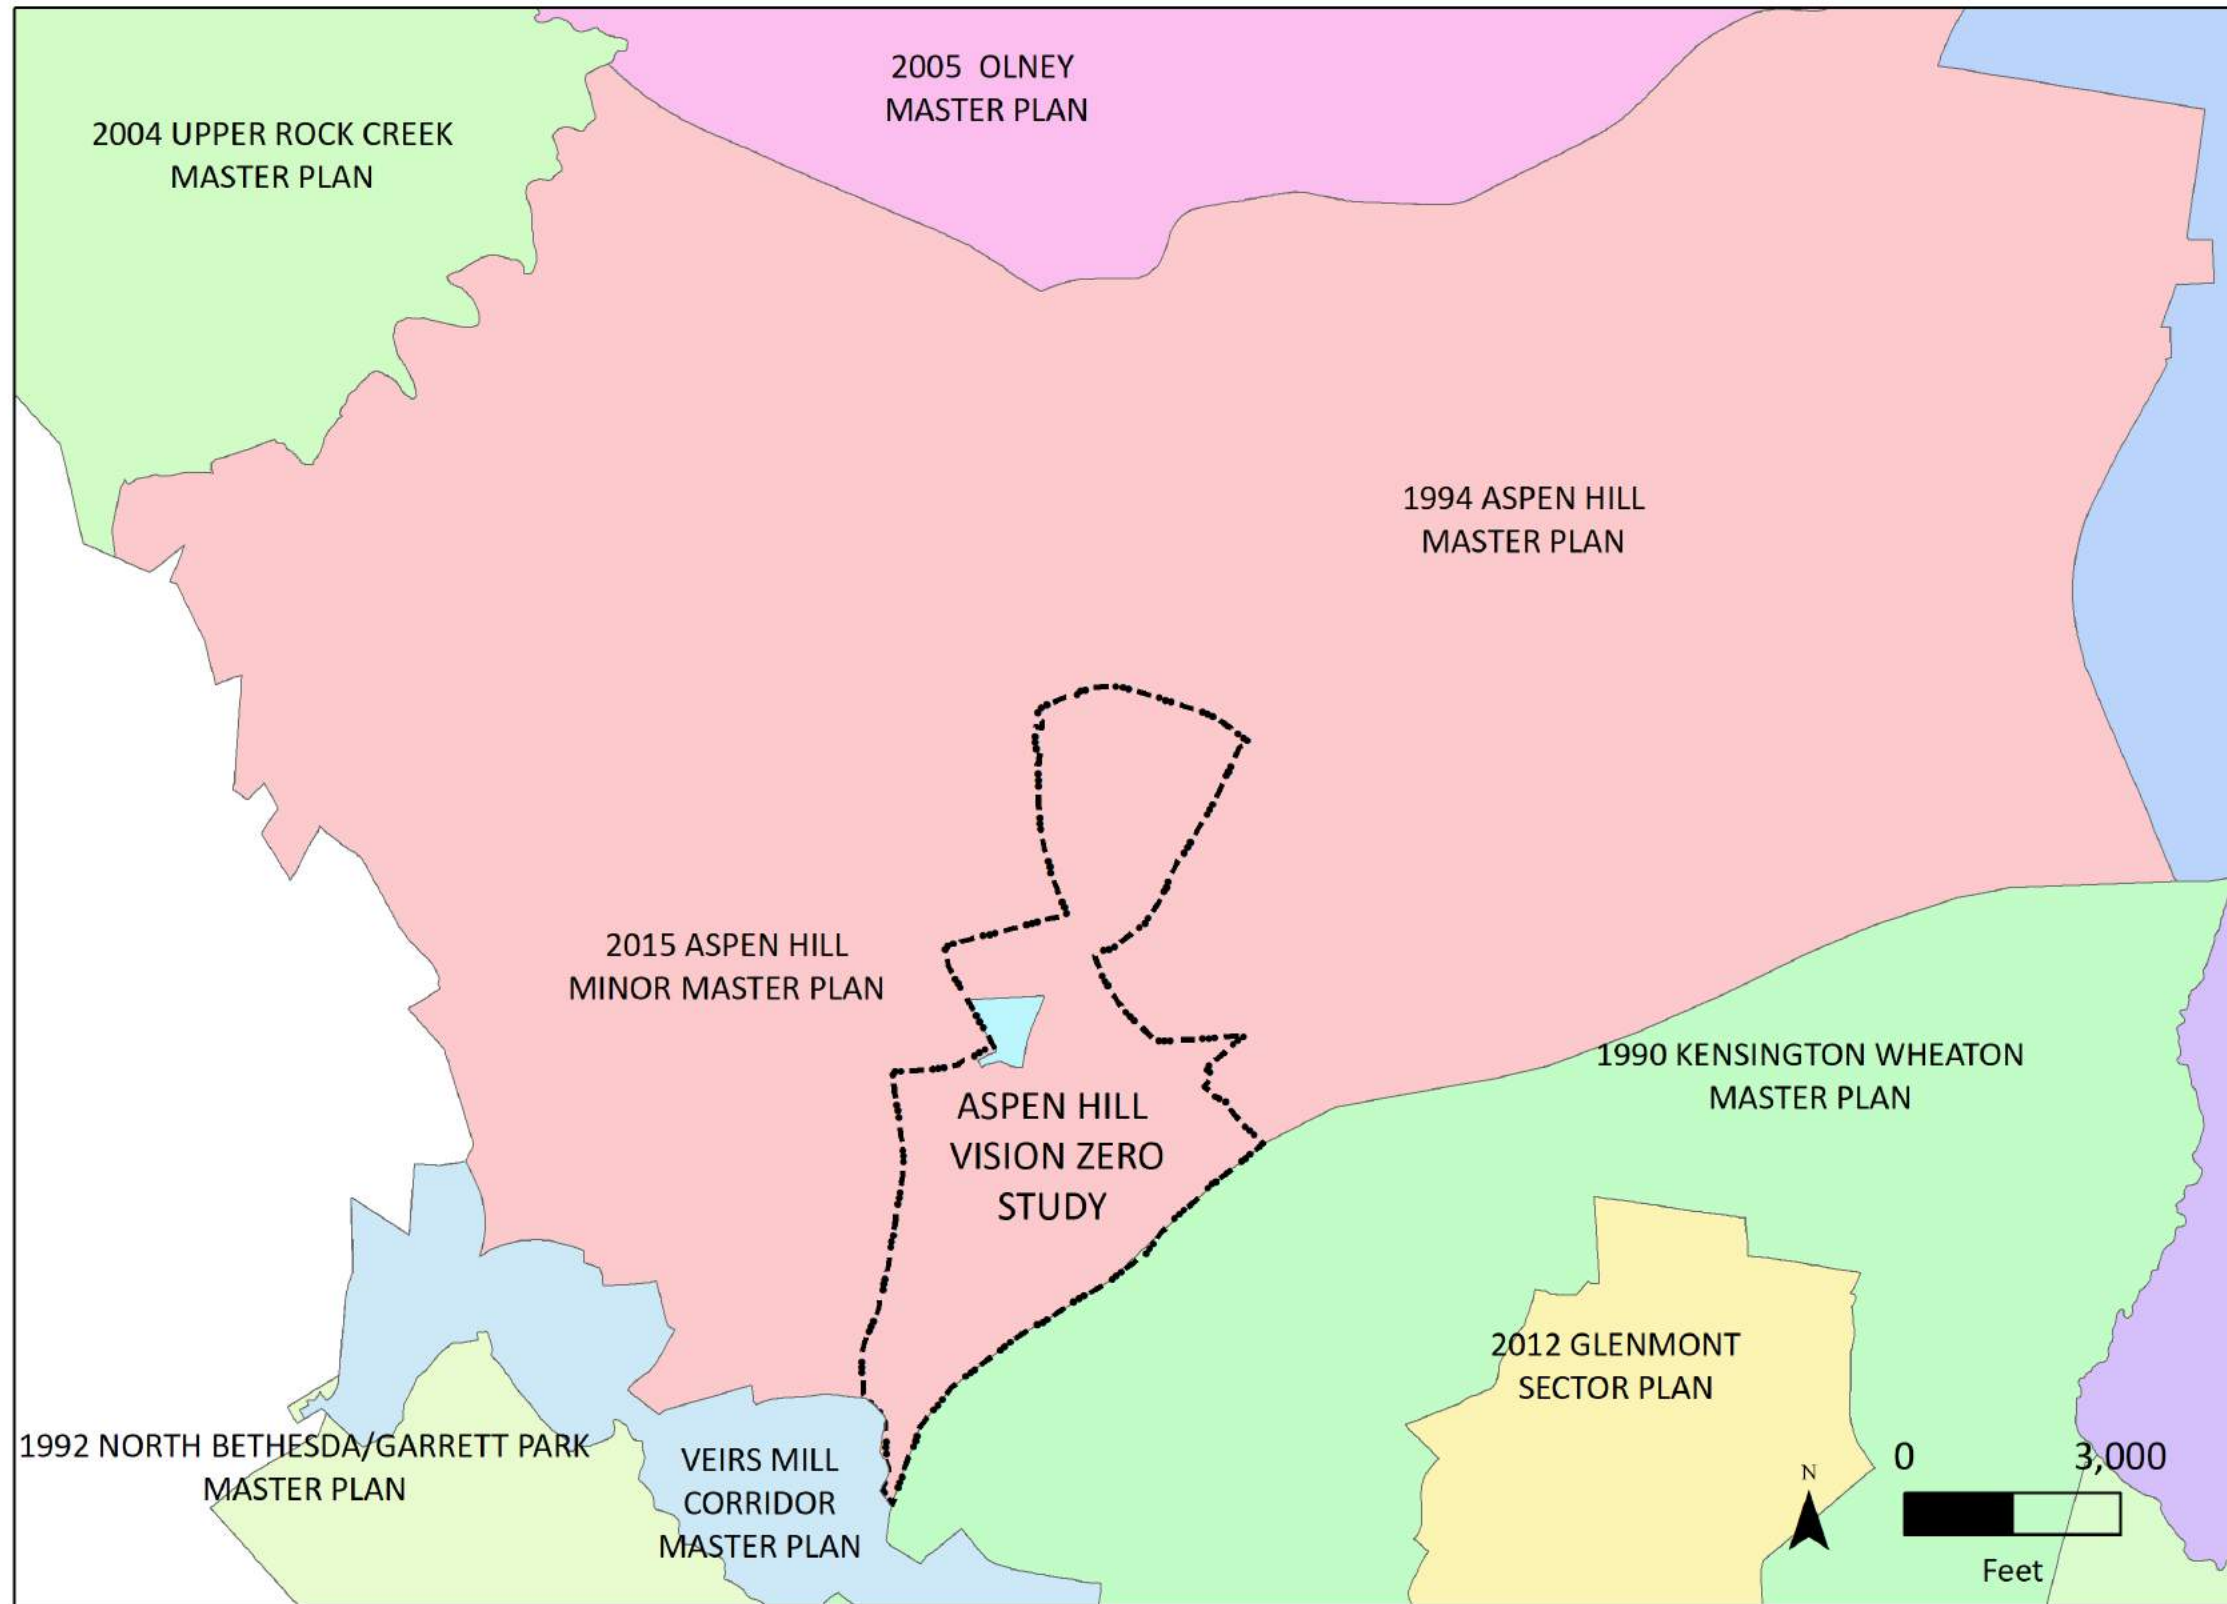 2005 OLNEY
MASTER PLAN
2004 UPPER ROCK CREEK
MASTER PLAN
1994 ASPEN HILL
MASTER PLAN
2015 ASPEN HILL
MINOR MASTER PLAN
1990 KENSINGTON WHEATON
MASTER PLAN
ASPEN HILL
VISION ZERO
STUDY
2012 GLENMONT
SECTOR PLAN
1992 NORTH BETHESDA/GARRETT PARK
MASTER PLAN
VEIRS MILL
CORRIDOR
MASTER PLAN
N
0 3,000
Feet